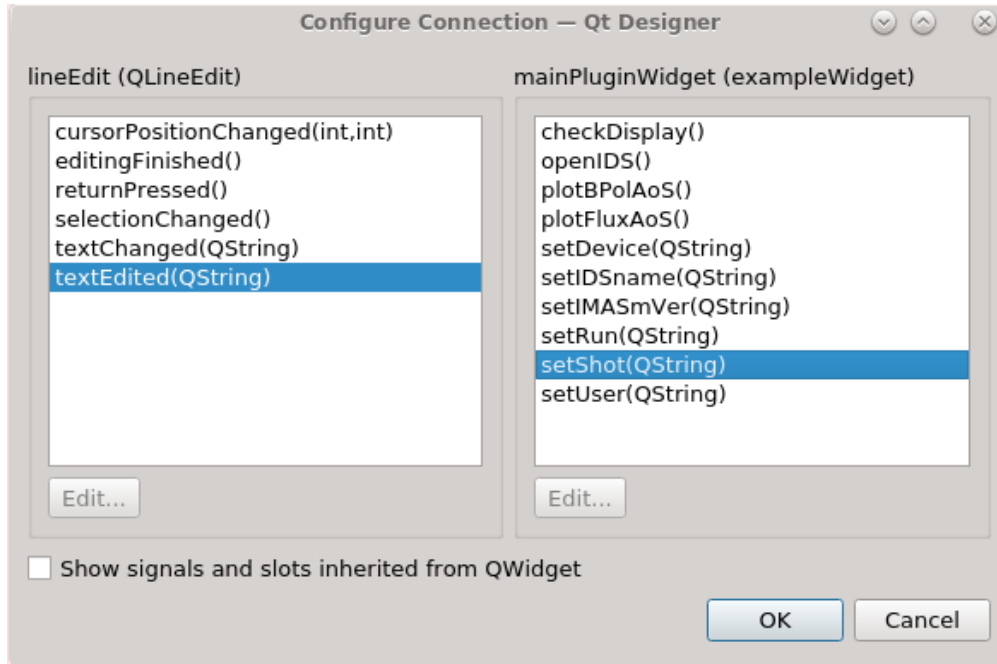 Configure Connection — Qt Designer
lineEdit (QLineEdit)
cursorPositionChanged(int,int)
editingFinished()
returnPressed()
selectionChanged()
textChanged(QString)
textEdited(QString)
Edit...
mainPluginWidget (exampleWidget)
checkDisplay()
openIDS()
plotBPolAoS()
plotFluxAoS()
setDevice(QString)
setIDSname(QString)
setIMASmVer(QString)
setRun(QString)
setShot(QString)
setUser(QString)
Edit...
Show signals and slots inherited from QWidget
OK
Cancel